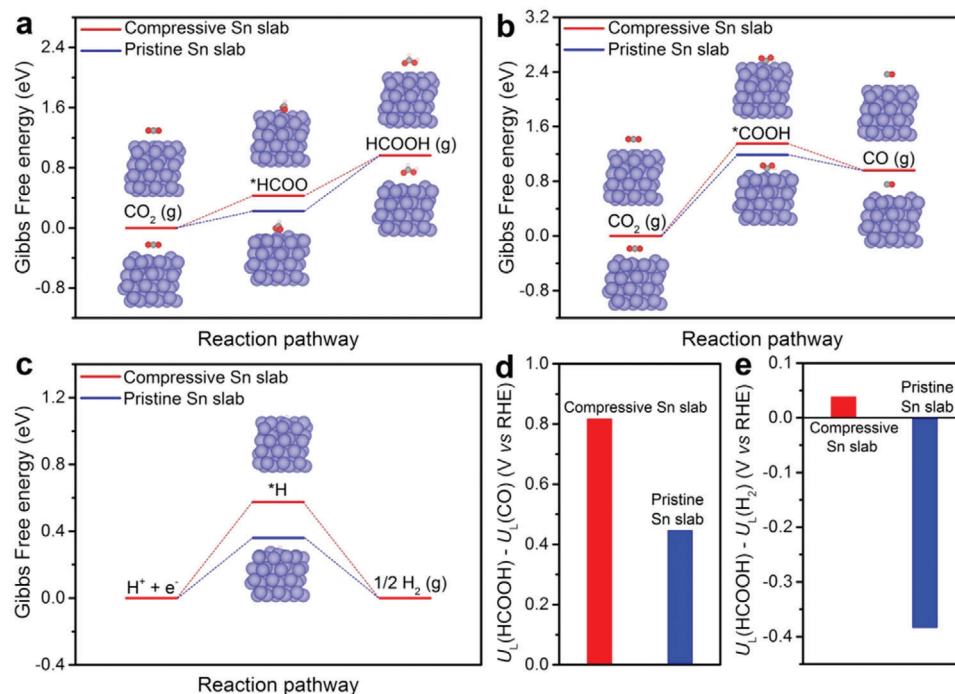 a
Compressive Sn slab
Pristine Sn slab
Gibbs Free energy (eV)
2.4
1.6
0.8
0.0
-0.8
CO₂ (g)
*HCOO
HCOOH (g)
Reaction pathway
b
Compressive Sn slab
Pristine Sn slab
Gibbs Free energy (eV)
3.2
2.4
1.6
0.8
0.0
-0.8
CO₂ (g)
*COOH
CO (g)
Reaction pathway
c
Compressive Sn slab
Pristine Sn slab
Gibbs Free energy (eV)
1.2
0.8
0.4
0.0
-0.4
H⁺ + e⁻
*H
1/2 H₂ (g)
Reaction pathway
d
U_L(HCOOH) - U_L(CO) (V vs RHE)
1.0
0.8
0.6
0.4
0.2
0.0
Compressive Sn slab
Pristine
Sn slab
e
U_L(HCOOH) - U_L(H₂) (V vs RHE)
0.1
0.0
-0.1
-0.2
-0.3
-0.4
Pristine
Sn slab
Compressive
Sn slab